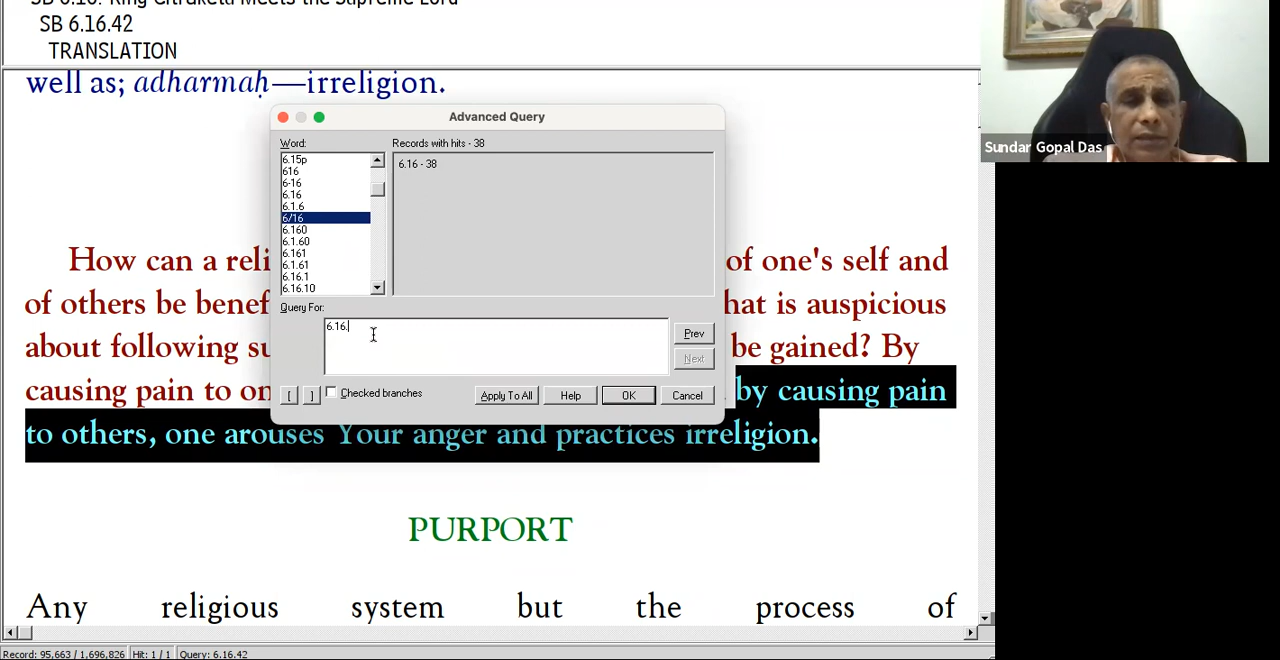 SB 6.16: King Citraketu Meets the Supreme Lord
SB 6.16.42
TRANSLATION
well as; adharmaḥ—irreligion.
Advanced Query
Word:
Records with hits - 38
6.15p
616
6-16
6.16
6.1.6
6/16
6.160
6.1.60
6.161
6.1.61
6.16.1
6.16.10
6.16 - 38
Query For:
6.16.
Prev
Next
[ ]
Checked branches
Apply To All
Help
OK
Cancel
How can a reli
of one's self and
of others be benef
hat is auspicious
about following su
be gained? By
causing pain to on
by causing pain
to others, one arouses Your anger and practices irreligion.
PURPORT
Any religious system but the process of
Record: 95,663 / 1,696,826 Hit: 1 / 1 Query: 6.16.42
Sundar Gopal Das